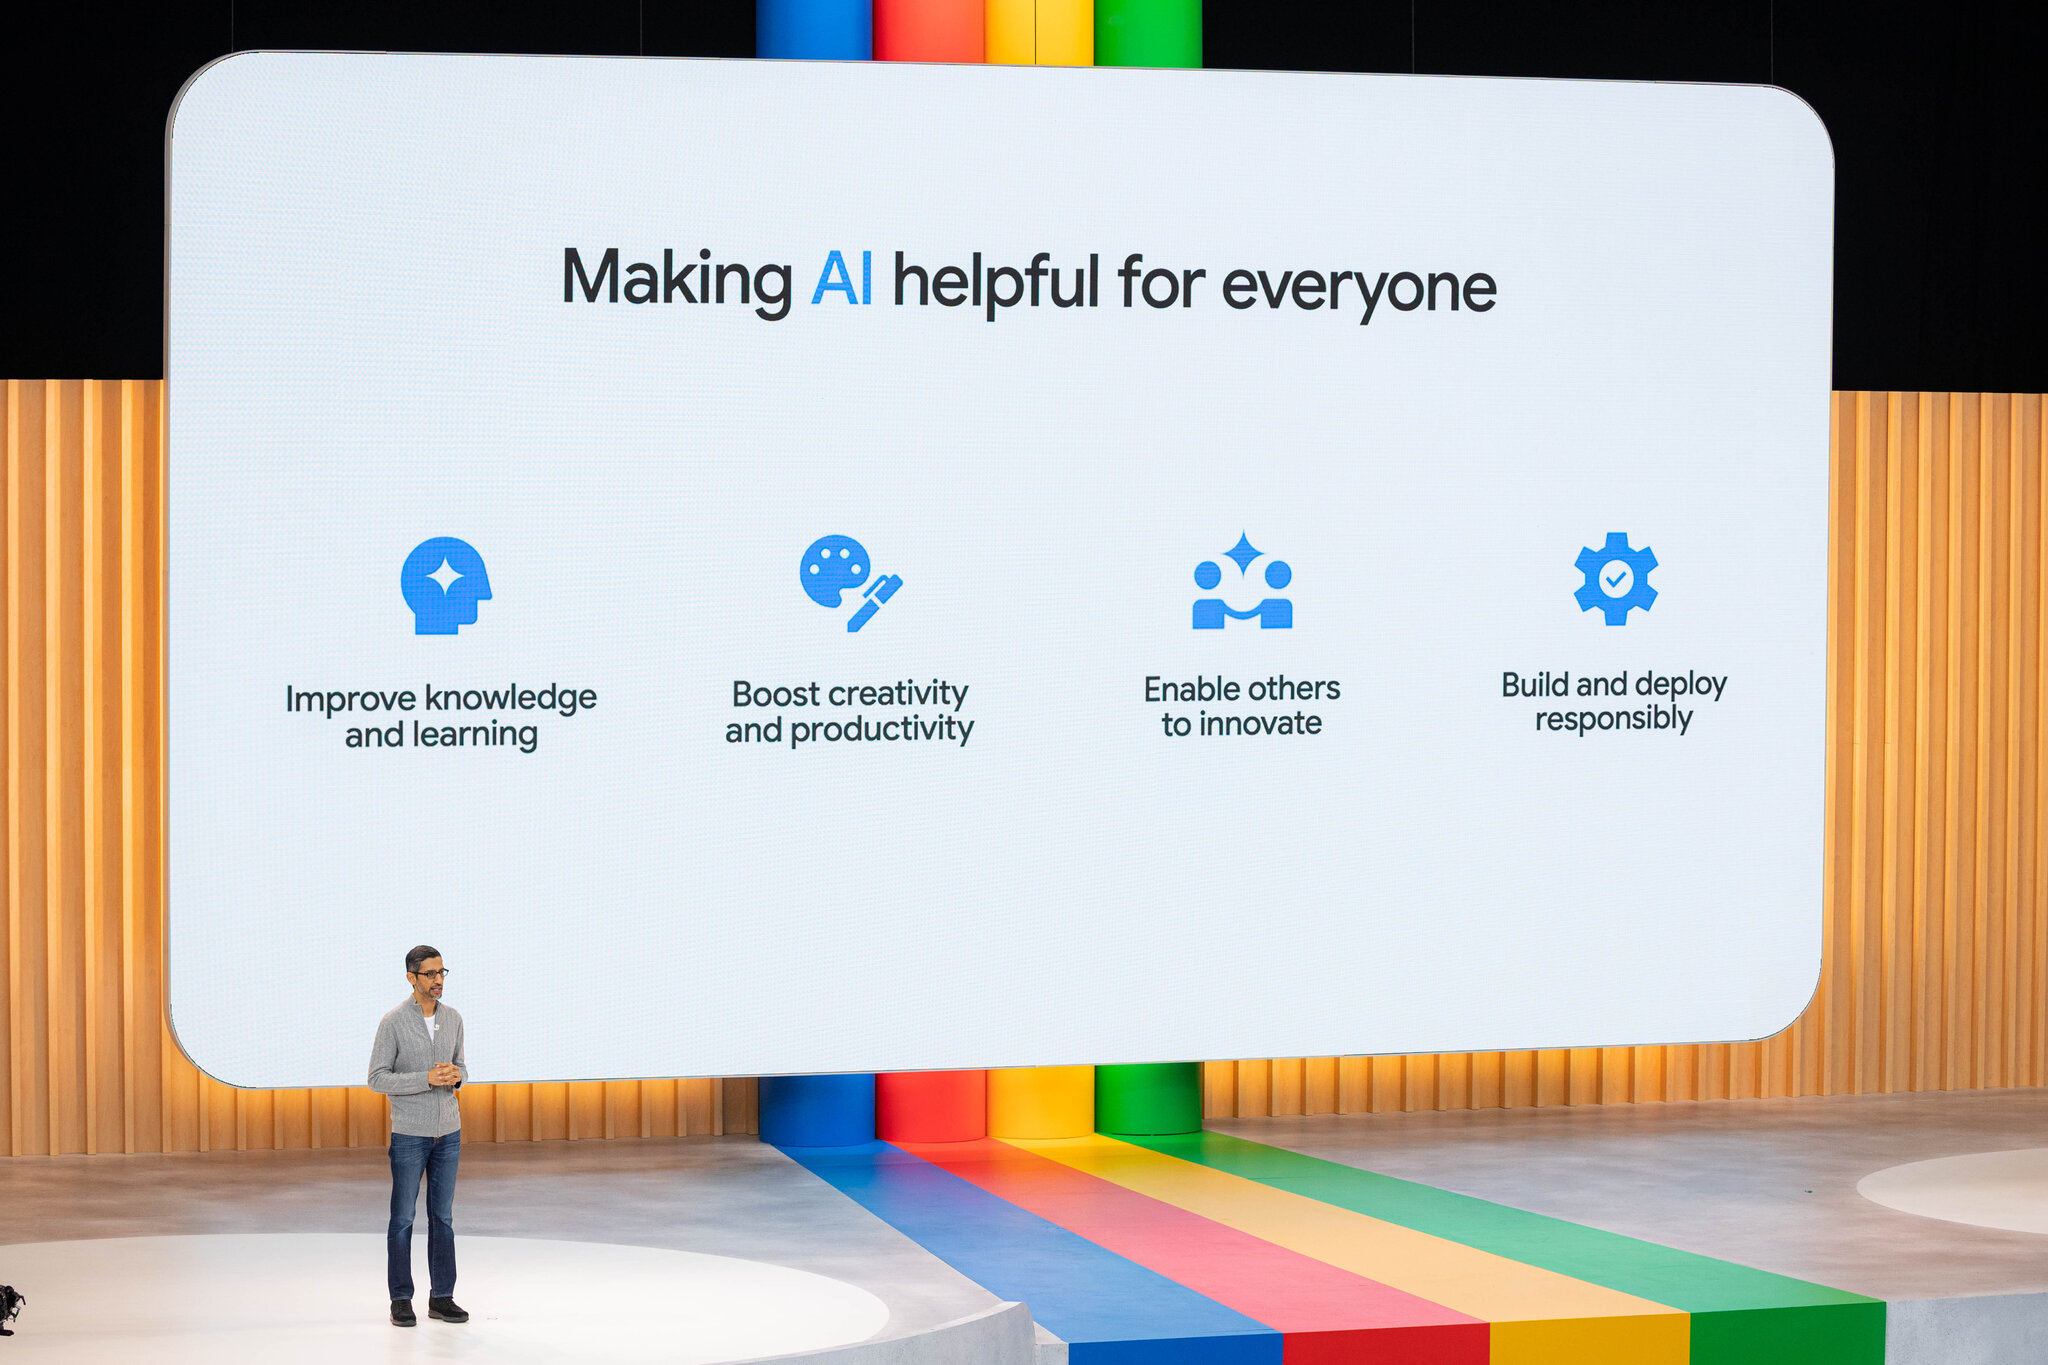 Making AI helpful for everyone
Improve knowledge
and learning
Boost creativity
and productivity
Enable others
to innovate
Build and deploy
responsibly